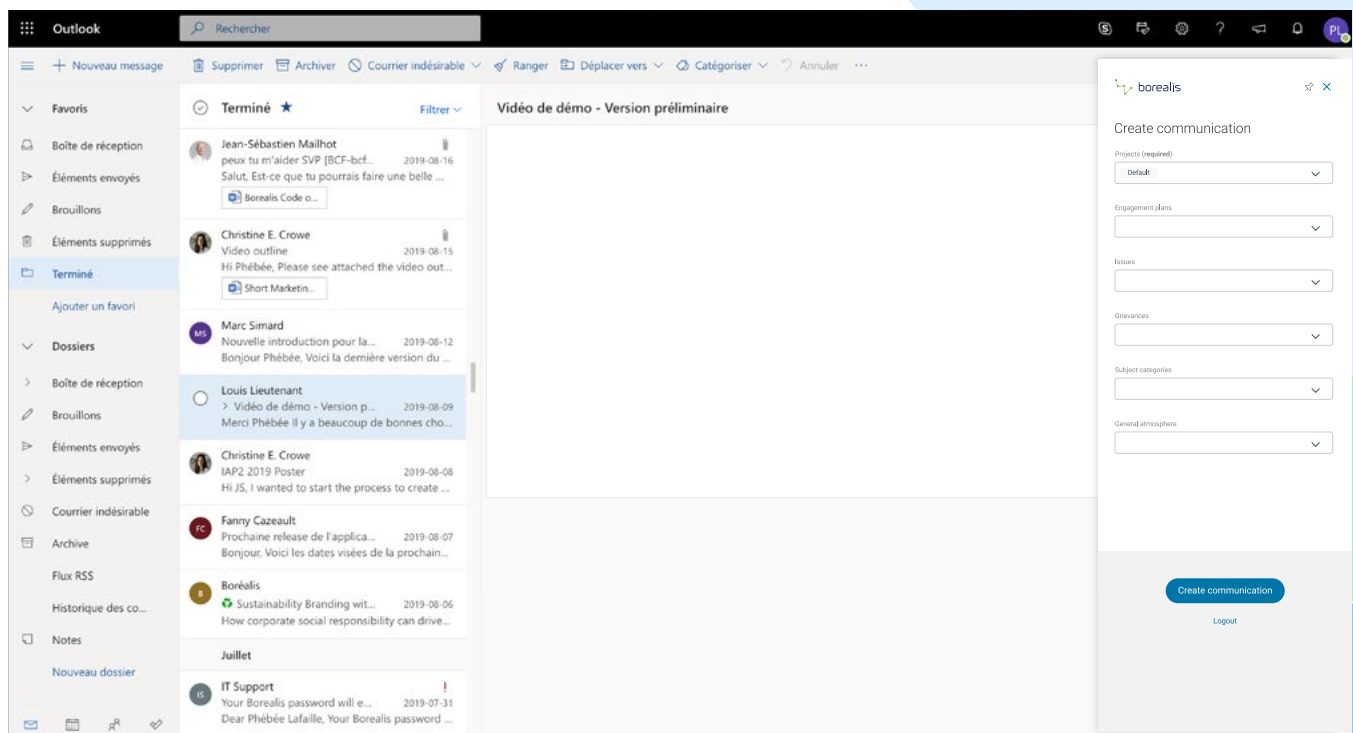 Outlook
Rechercher
PL
Nouveau message
Supprimer Archiver Courrier indésirable Ranger Déplacer vers Catégoriser Annuler ...
Favoris
Boîte de réception
Éléments envoyés
Brouillons
Éléments supprimés
Terminé
Ajouter un favori
Dossiers
Boîte de réception
Brouillons
Éléments envoyés
Éléments supprimés
Courrier indésirable
Archive
Flux RSS
Historique des co...
Notes
Nouveau dossier
Terminé ★ Filtrer
Jean-Sébastien Mailhot
peux tu m'aider SVP [BCF-bcf... 2019-08-16
Salut, Est-ce que tu pourrais faire une belle ...
Borealis Code o...
Christine E. Crowe
Video outline 2019-08-15
Hi Phébée, Please see attached the video out...
Short Marketin...
MS
Marc Simard
Nouvelle introduction pour la... 2019-08-12
Bonjour Phébée, Voici la dernière version du ...
Louis Lieutenant
> Vidéo de démo - Version p... 2019-08-09
Merci Phébée Il y a beaucoup de bonnes cho...
Christine E. Crowe
IAP2 2019 Poster 2019-08-08
Hi JS, I wanted to start the process to create ...
FC
Fanny Cazeault
Prochaine release de l'applica... 2019-08-07
Bonjour, Voici les dates visées de la prochain...
B
Boréalis
Sustainability Branding wit... 2019-08-06
How corporate social responsibility can drive...
Juillet
IS
IT Support !
Your Borealis password will e... 2019-07-31
Dear Phébée Lafaille, Your Borealis password ...
Vidéo de démo - Version préliminaire
borealis
Create communication
Projects (required)
Default
Engagement plans
Issues
Grievances
Subject categories
General atmosphere
Create communication
Logout